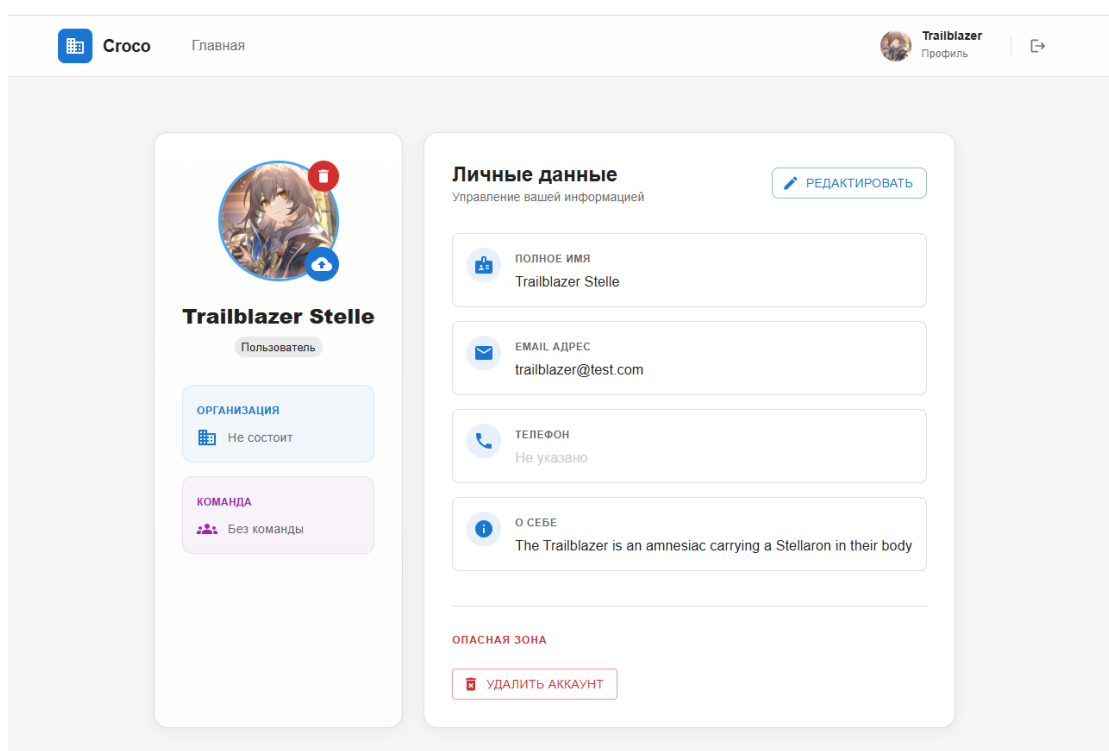 Croco
Главная
Trailblazer
Профиль
Trailblazer Stelle
Пользователь
ОРГАНИЗАЦИЯ
Не состоит
КОМАНДА
Без команды
Личные данные
Управление вашей информацией
РЕДАКТИРОВАТЬ
ПОЛНОЕ ИМЯ
Trailblazer Stelle
EMAIL АДРЕС
trailblazer@test.com
ТЕЛЕФОН
Не указано
О СЕБЕ
The Trailblazer is an amnesiac carrying a Stellaron in their body
ОПАСНАЯ ЗОНА
УДАЛИТЬ АККАУНТ